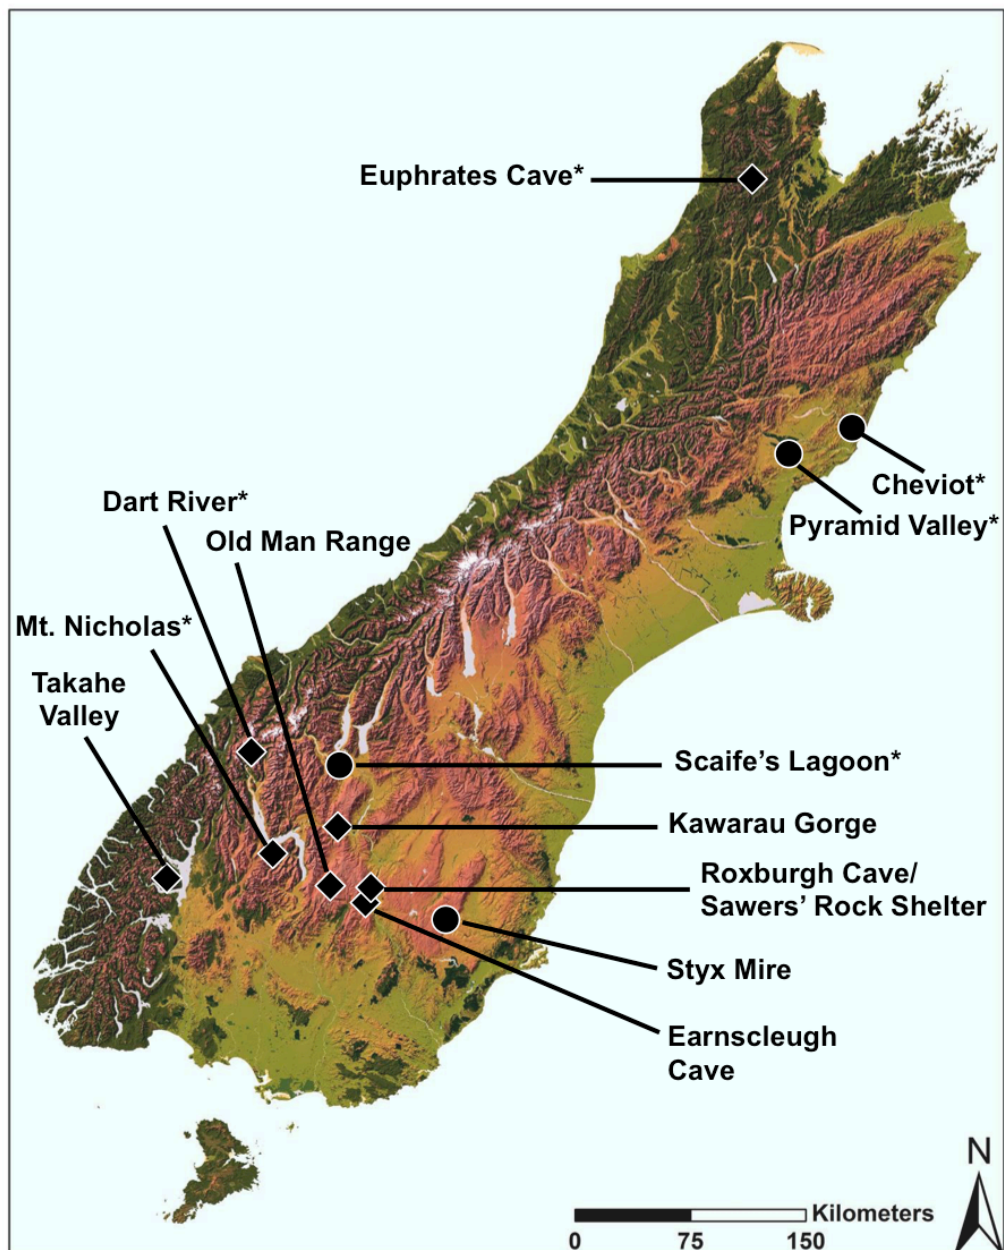 Euphrates Cave*
Cheviot*
Pyramid Valley*
Dart River*
Old Man Range
Mt. Nicholas*
Takahe
Valley
Scaife's Lagoon*
Kawarau Gorge
Roxburgh Cave/
Sawers' Rock Shelter
Styx Mire
Earnscleugh
Cave
N
Kilometers
0 75 150